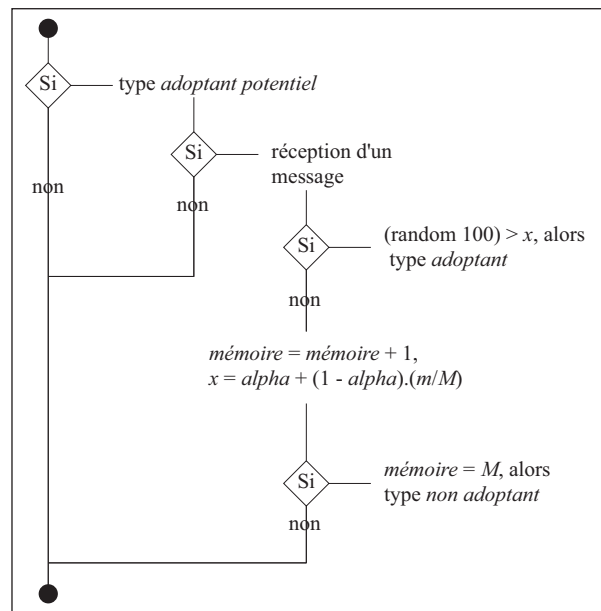 Si
type adoptant potentiel
Si
réception d'un
message
non
non
Si
(random 100) > x, alors
type adoptant
non
mémoire = mémoire + 1,
x = alpha + (1 - alpha).(m/M)
Si
mémoire = M, alors
type non adoptant
non